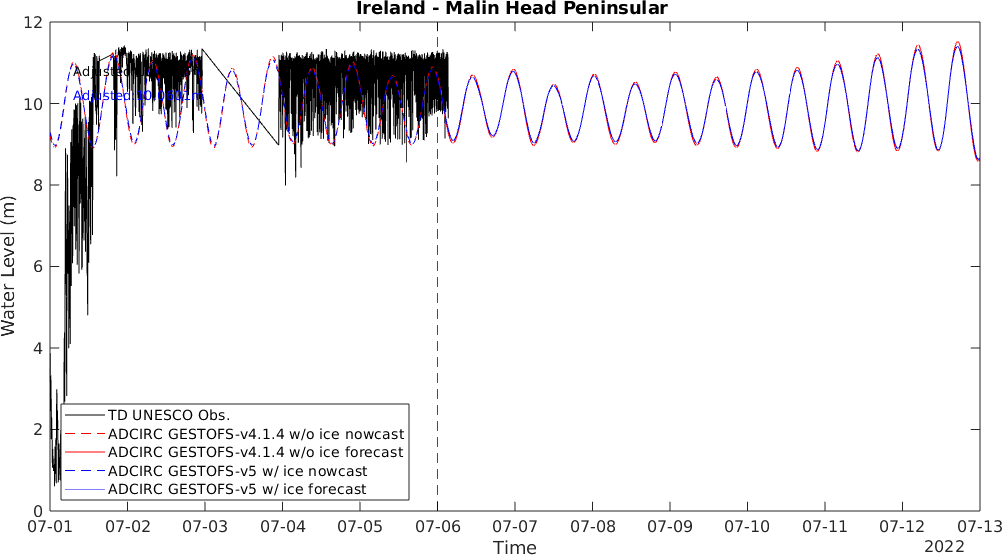 Ireland - Malin Head Peninsular
Water Level (m)
12
10
8
6
4
2
0
Adjusted
Adjusted
TD UNESCO Obs.
ADCIRC GESTOFS-v4.1.4 w/o ice nowcast
ADCIRC GESTOFS-v4.1.4 w/o ice forecast
ADCIRC GESTOFS-v5 w/ ice nowcast
ADCIRC GESTOFS-v5 w/ ice forecast
07-01 07-02 07-03 07-04 07-05 07-06 07-07 07-08 07-09 07-10 07-11 07-12 07-13
Time
2022